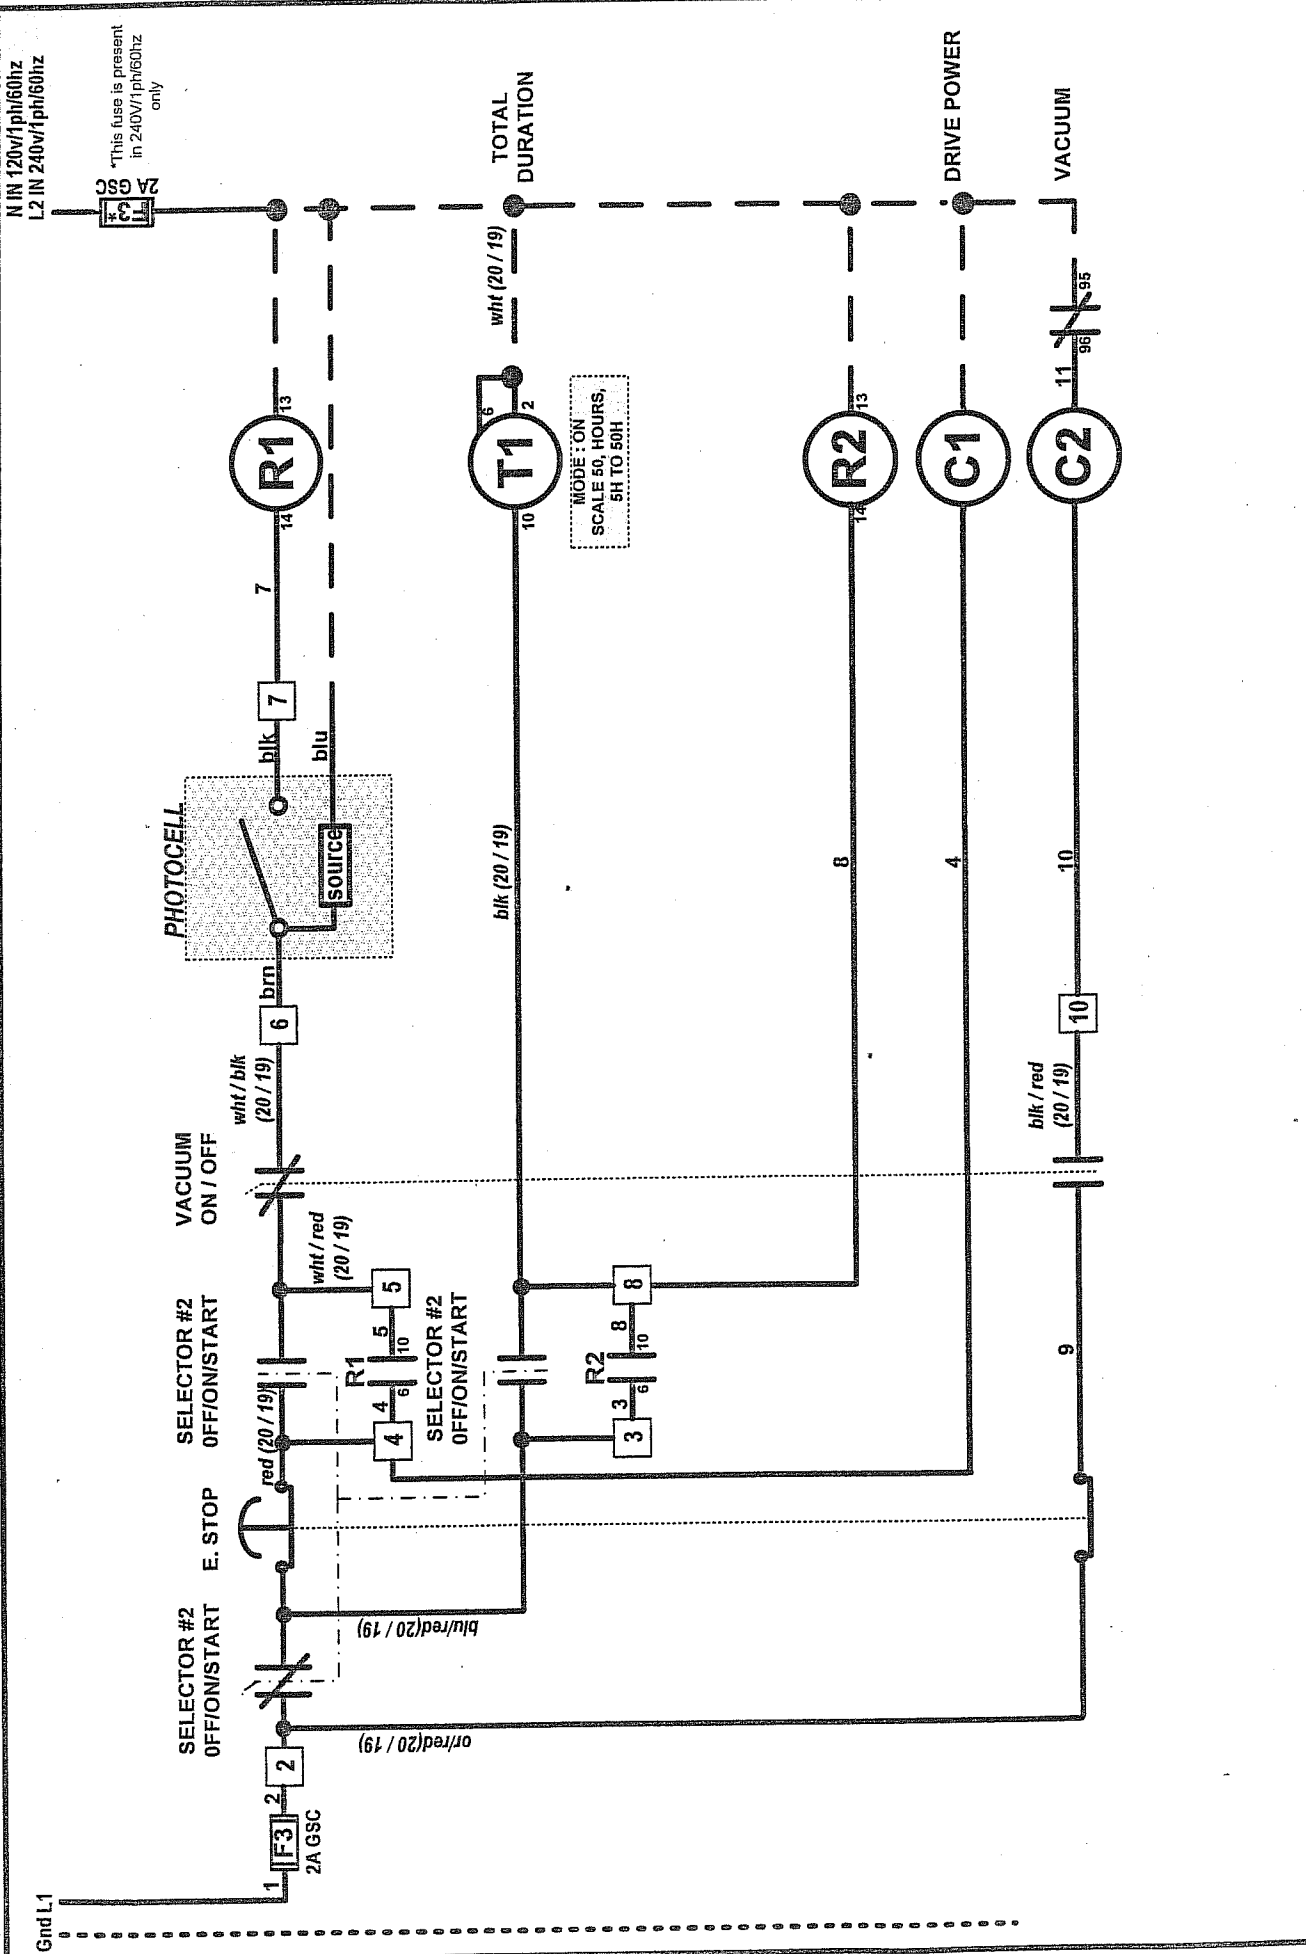 N IN 120v/1ph/60hz
L2 IN 240v/1ph/60hz
*This fuse is present
in 240V/1ph/60hz
only
2A GSC
Gnd L1
1
F3
2A GSC
2
2
SELECTOR #2
OFF/ON/START
E. STOP
red (20 / 19)
SELECTOR #2
OFF/ON/START
VACUUM
ON / OFF
wht / blk
(20 / 19)
6
brn
PHOTOCELL
source
blk
blu
7
7
14
R1
13
wht / red
(20 / 19)
4
4
6
R1
10
5
5
SELECTOR #2
OFF/ON/START
blu/red(20 / 19)
blk (20 / 19)
10
T1
6
2
wht (20 / 19)
TOTAL
DURATION
MODE : ON
SCALE 50, HOURS,
5H TO 50H
3
3
6
R2
10
8
8
8
14
R2
13
4
C1
DRIVE POWER
or/red(20 / 19)
9
blk / red
(20 / 19)
10
10
C2
11
96
95
VACUUM